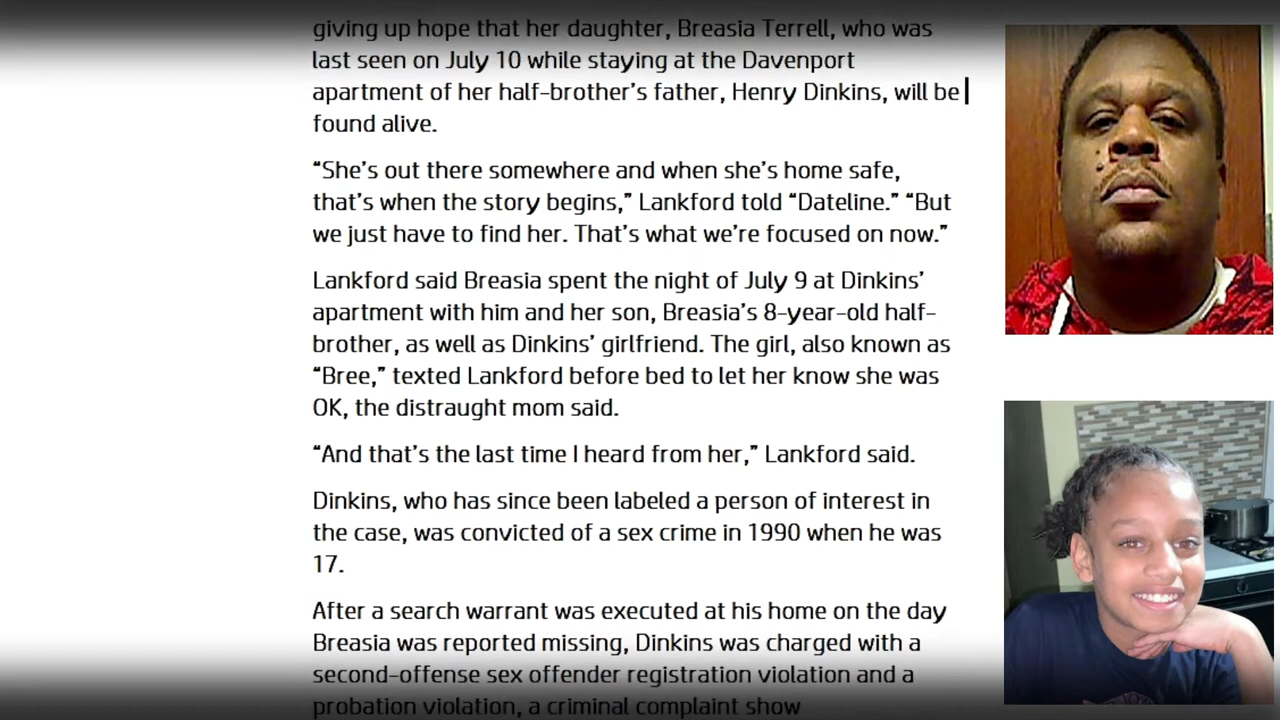 giving up hope that her daughter, Breasia Terrell, who was
last seen on July 10 while staying at the Davenport
apartment of her half-brother's father, Henry Dinkins, will be
found alive.
“She's out there somewhere and when she's home safe,
that's when the story begins,” Lankford told “Dateline.” “But
we just have to find her. That's what we're focused on now.”
Lankford said Breasia spent the night of July 9 at Dinkins'
apartment with him and her son, Breasia's 8-year-old half-
brother, as well as Dinkins' girlfriend. The girl, also known as
“Bree,” texted Lankford before bed to let her know she was
OK, the distraught mom said.
“And that's the last time I heard from her,” Lankford said.
Dinkins, who has since been labeled a person of interest in
the case, was convicted of a sex crime in 1990 when he was
17.
After a search warrant was executed at his home on the day
Breasia was reported missing, Dinkins was charged with a
second-offense sex offender registration violation and a
probation violation, a criminal complaint show